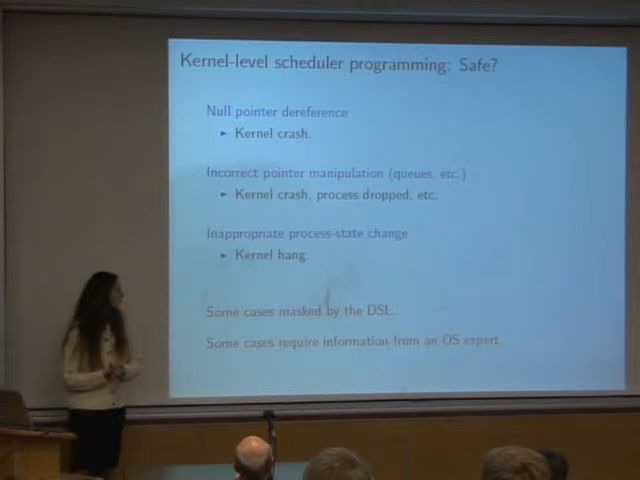 Kernel-level scheduler programming: Safe?
Null pointer dereference
► Kernel crash.
Incorrect pointer manipulation (queues, etc.)
► Kernel crash, process dropped, etc.
Inappropriate process-state change
► Kernel hang.
Some cases masked by the DSL.
Some cases require information from an OS expert.